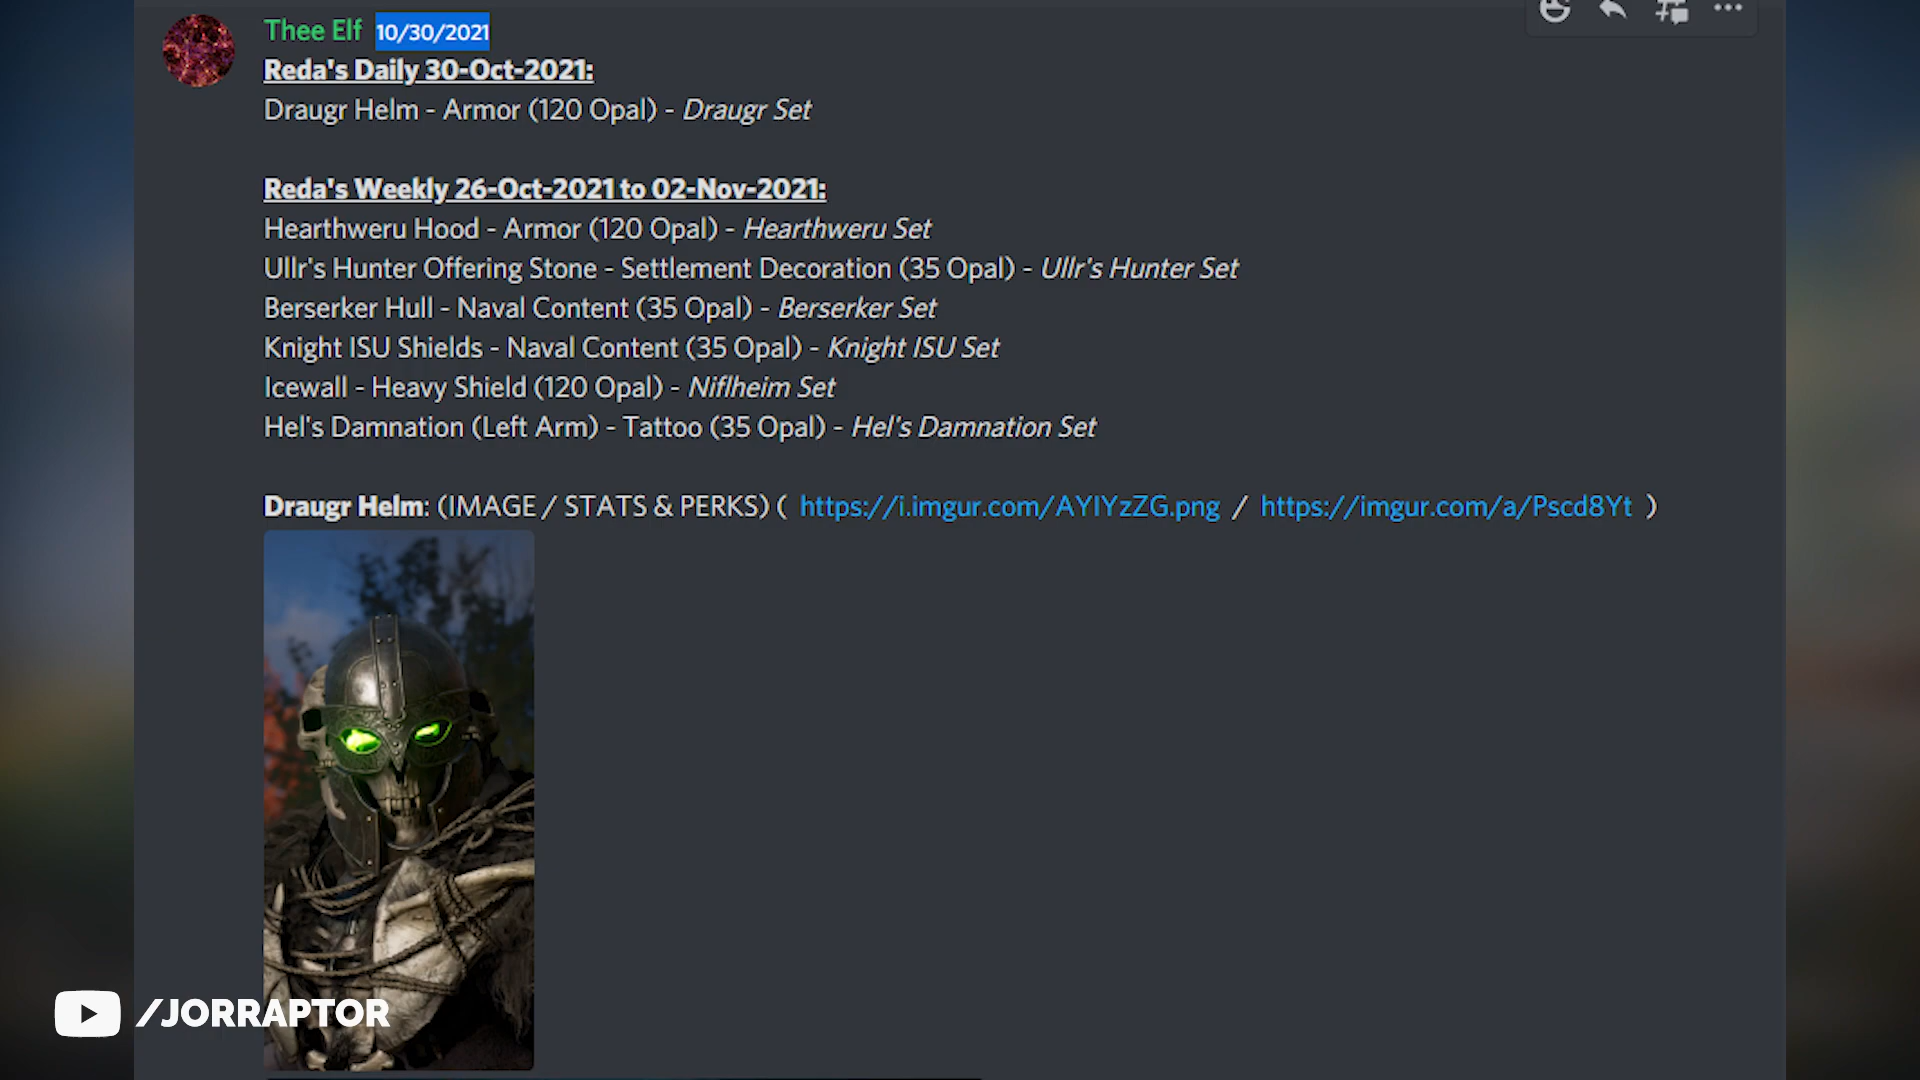 Thee Elf 10/30/2021
Reda's Daily 30-Oct-2021:
Draugr Helm - Armor (120 Opal) - Draugr Set
Reda's Weekly 26-Oct-2021 to 02-Nov-2021:
Hearthweru Hood - Armor (120 Opal) - Hearthweru Set
Ullr's Hunter Offering Stone - Settlement Decoration (35 Opal) - Ullr's Hunter Set
Berserker Hull - Naval Content (35 Opal) - Berserker Set
Knight ISU Shields - Naval Content (35 Opal) - Knight ISU Set
Icewall - Heavy Shield (120 Opal) - Niflheim Set
Hel's Damnation (Left Arm) - Tattoo (35 Opal) - Hel's Damnation Set
Draugr Helm: (IMAGE / STATS & PERKS) ( https://i.imgur.com/AYIYzZG.png / https://imgur.com/a/Pscd8Yt )
/JORRAPTOR